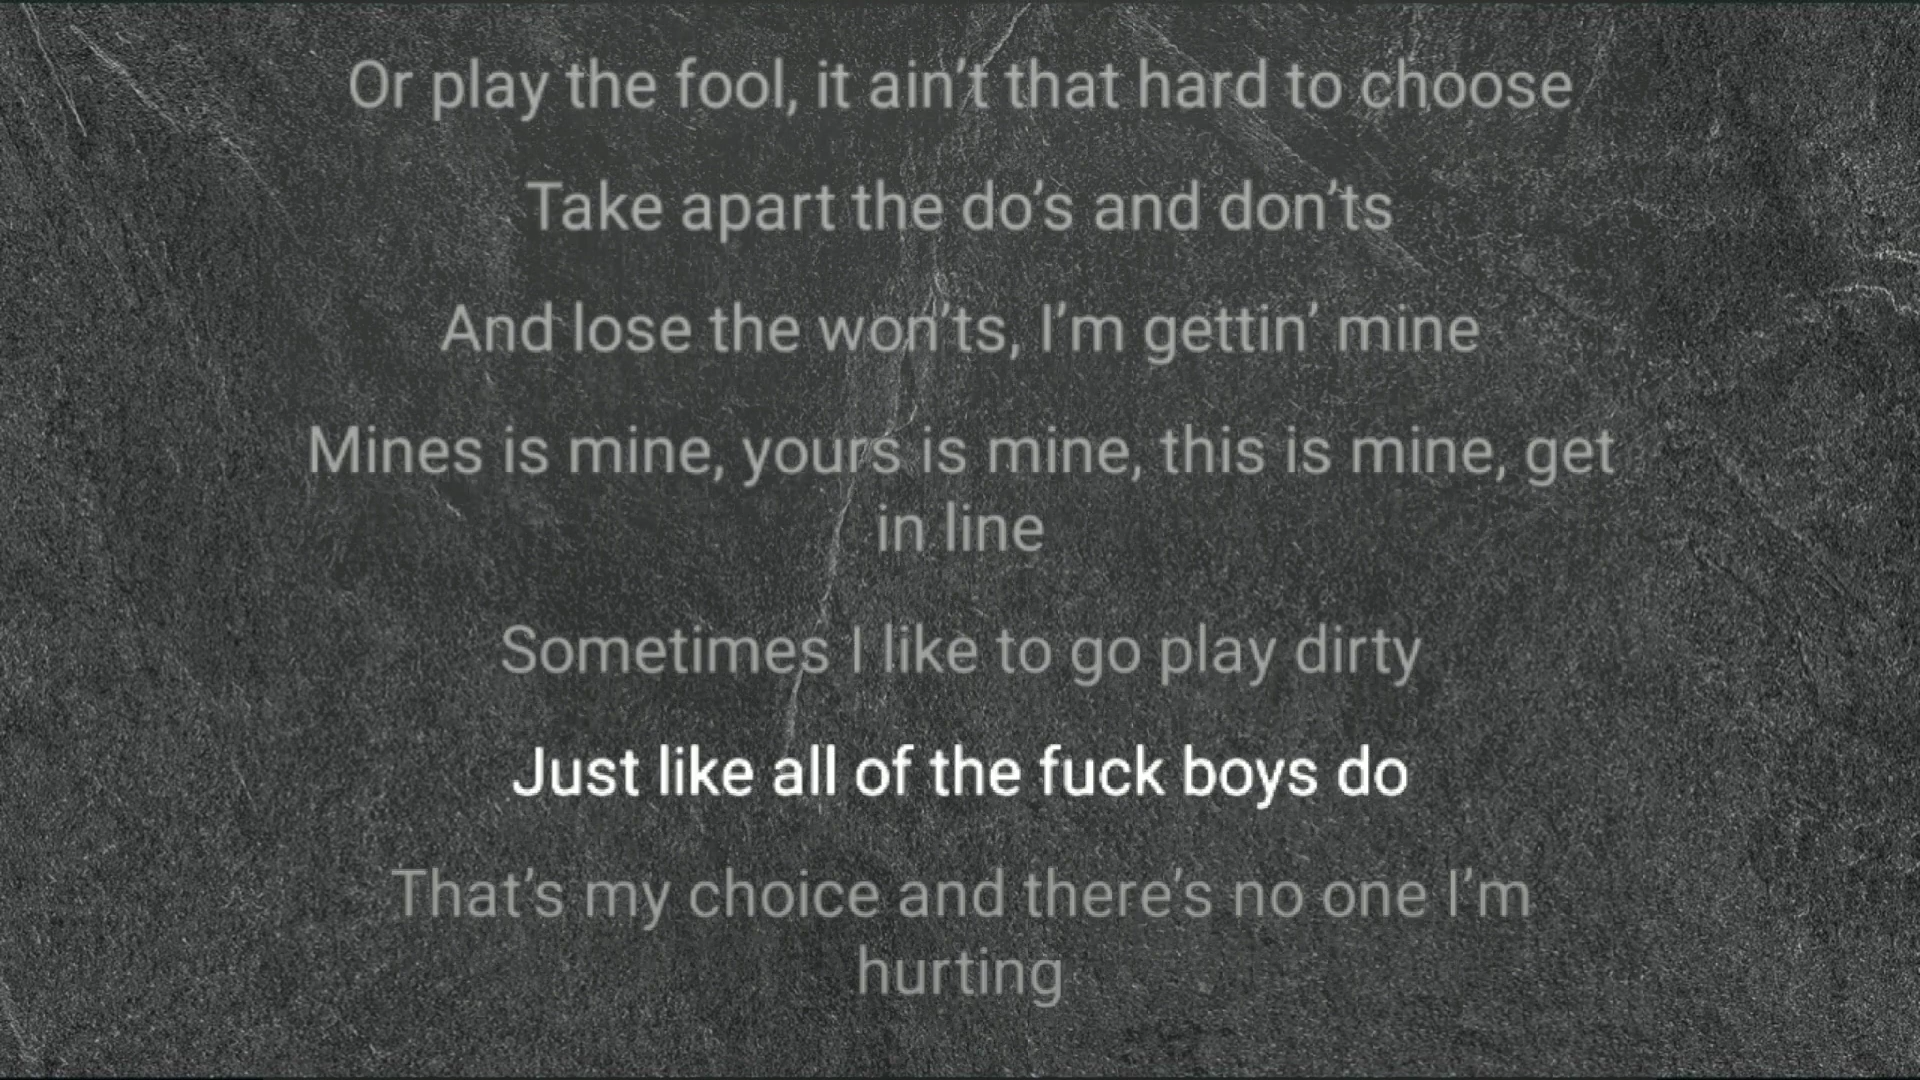 Or play the fool, it ain’t that hard to choose
Take apart the do’s and don’ts
And lose the won’ts, I’m gettin’ mine
Mines is mine, yours is mine, this is mine, get
in line
Sometimes I like to go play dirty
Just like all of the fuck boys do
That’s my choice and there’s no one I’m
hurting